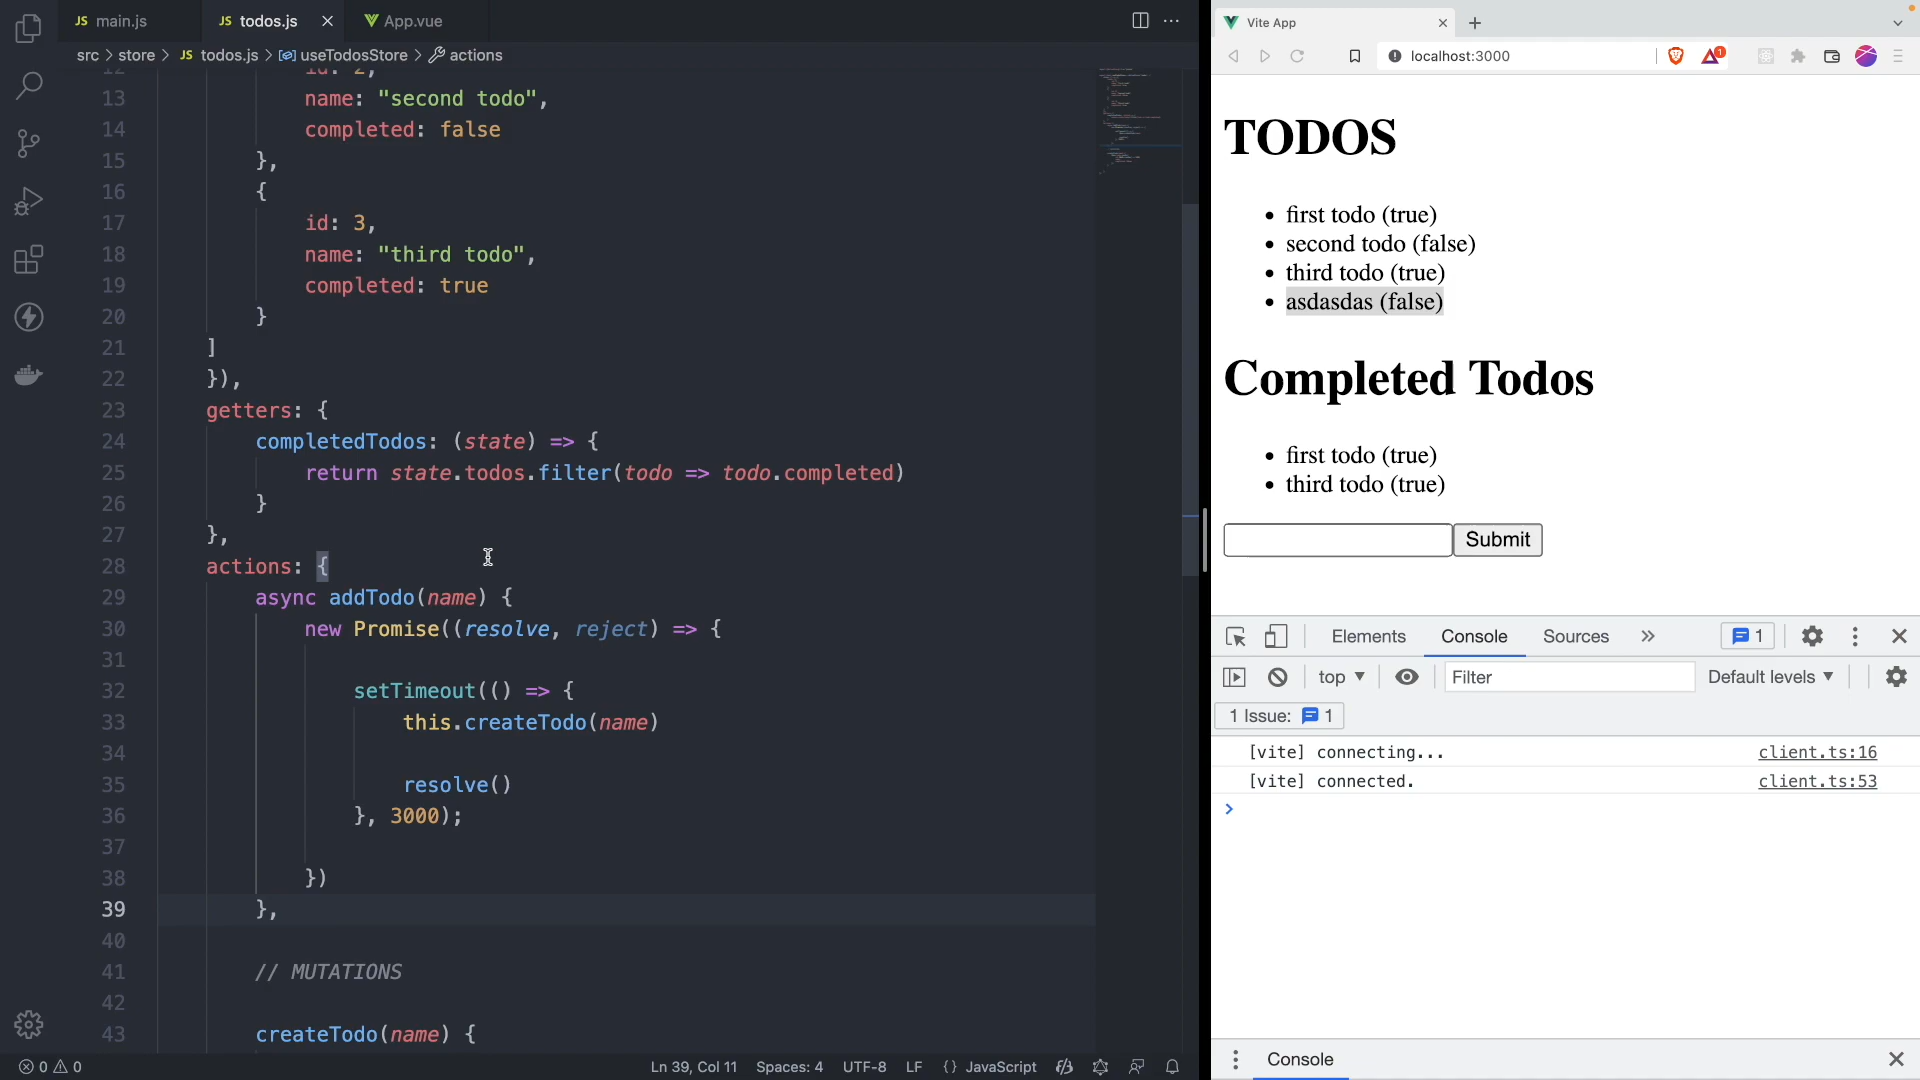 JS main.js
JS todos.js
App.vue
src > store > JS todos.js > useTodosStore > actions
12 id: 2,
13 name: "second todo",
14 completed: false
15 },
16 {
17 id: 3,
18 name: "third todo",
19 completed: true
20 }
21 ]
22 }),
23 getters: {
24 completedTodos: (state) => {
25 return state.todos.filter(todo => todo.completed)
26 }
27 },
28 actions: {
29 async addTodo(name) {
30 new Promise((resolve, reject) => {
31
32 setTimeout(() => {
33 this.createTodo(name)
34
35 resolve()
36 }, 3000);
37
38 })
39 },
40
41 // MUTATIONS
42
43 createTodo(name) {
0 0
Ln 39, Col 11
Spaces: 4
UTF-8
LF
{} JavaScript
Vite App
localhost:3000
1
TODOS
• first todo (true)
• second todo (false)
• third todo (true)
• asdasdas (false)
Completed Todos
• first todo (true)
• third todo (true)
Submit
Elements
Console
Sources
»
1
top
Filter
Default levels
1 Issue: 1
[vite] connecting... client.ts:16
[vite] connected. client.ts:53
>
Console